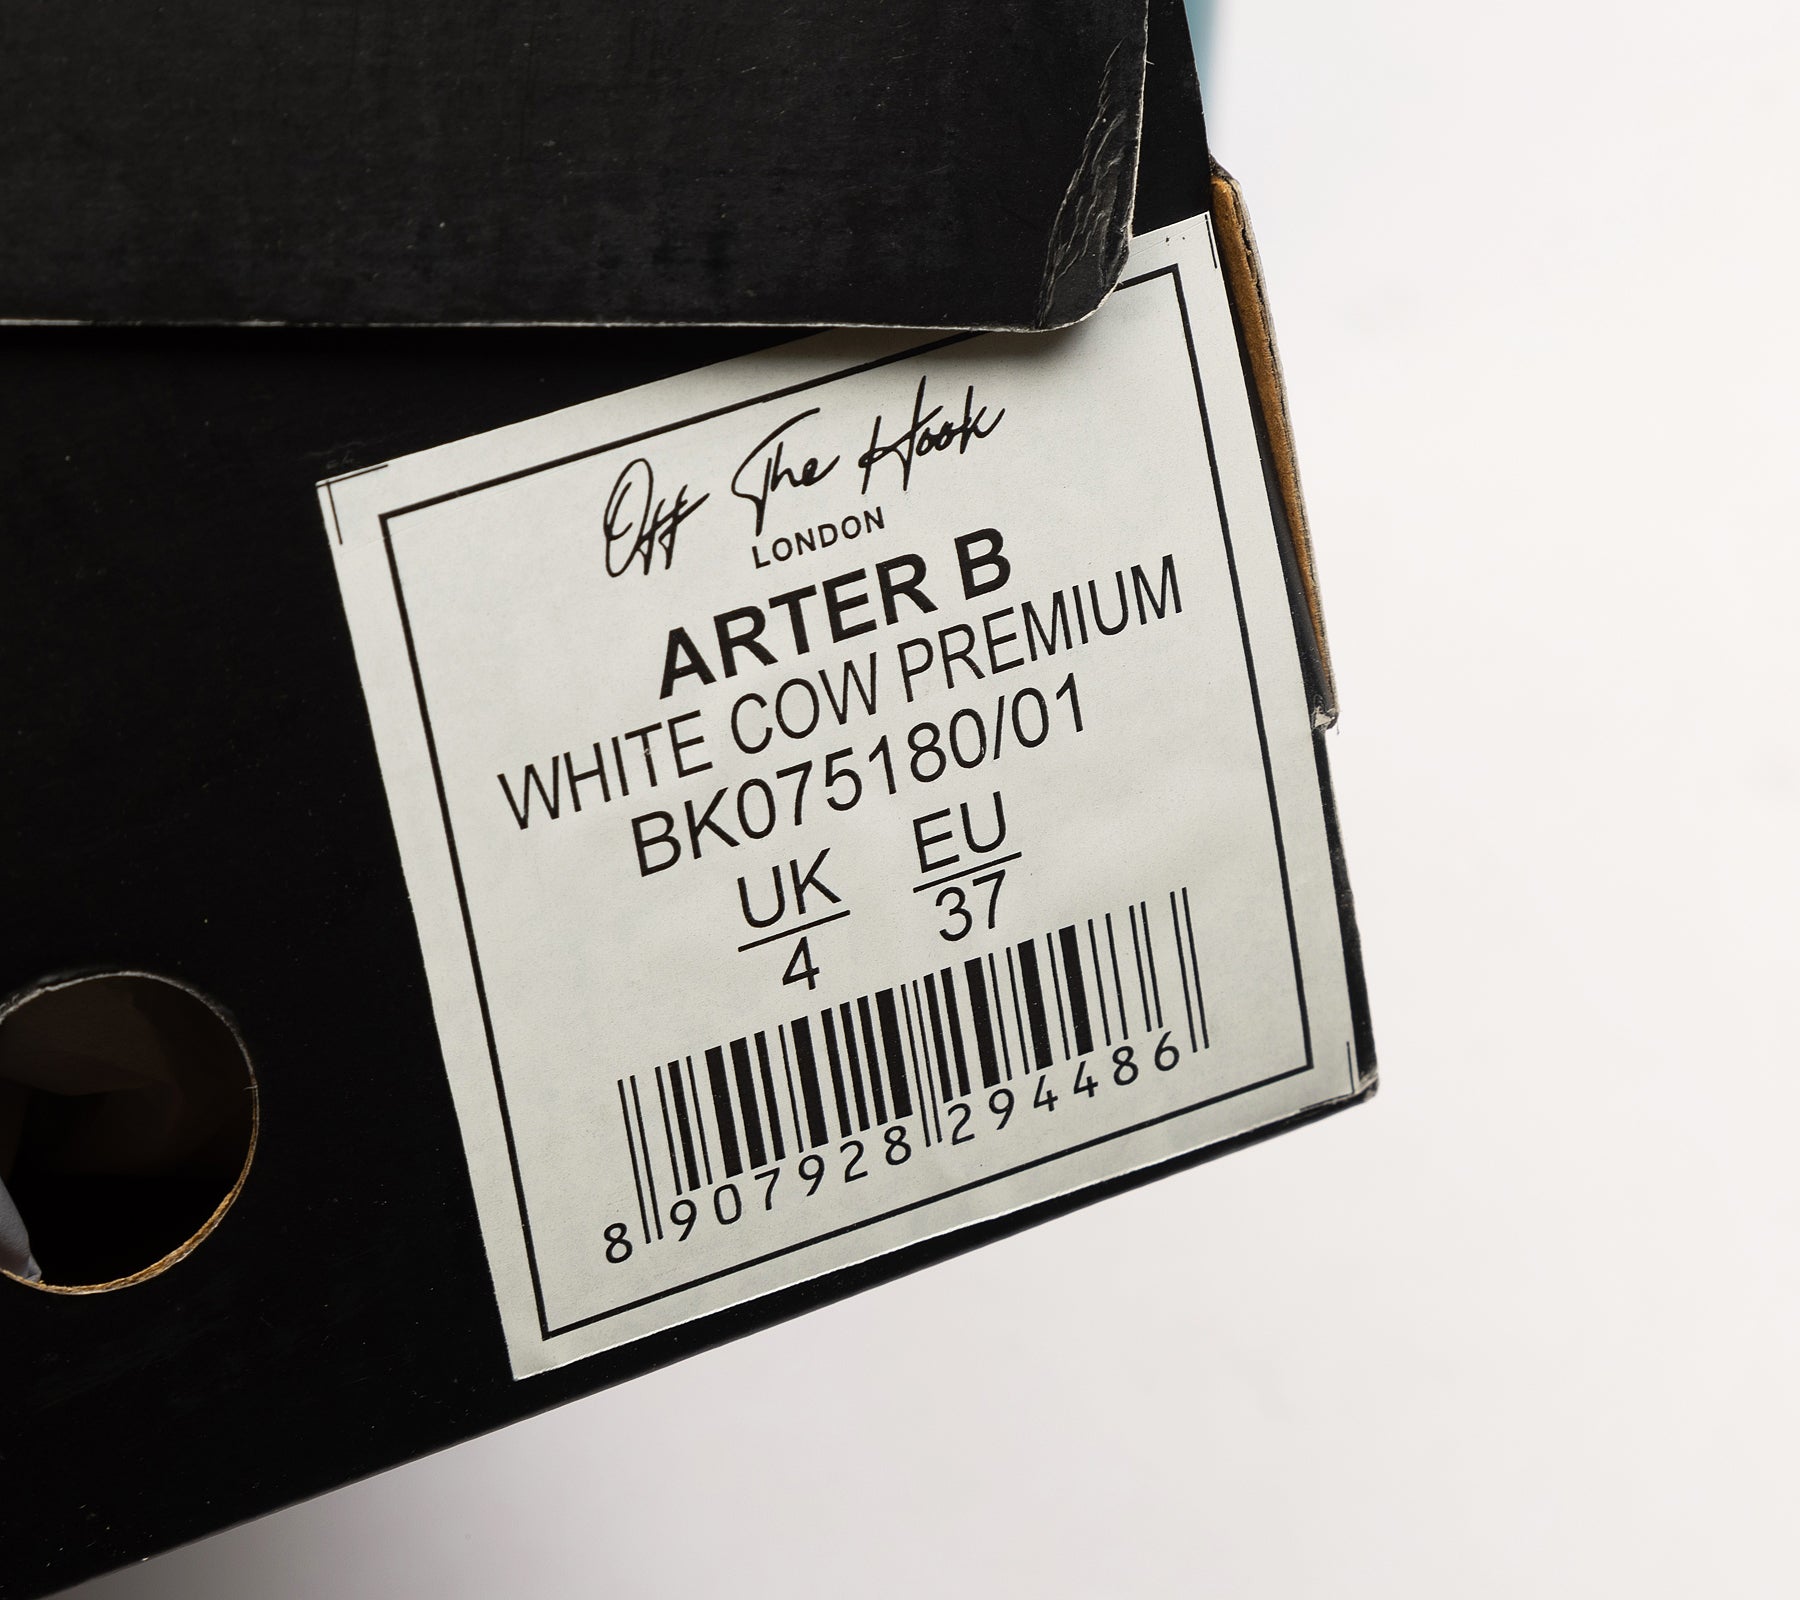 Off The Hook
LONDON
ARTER B
WHITE COW PREMIUM
BK075180/01
UK EU
4 37
8 907928 294486